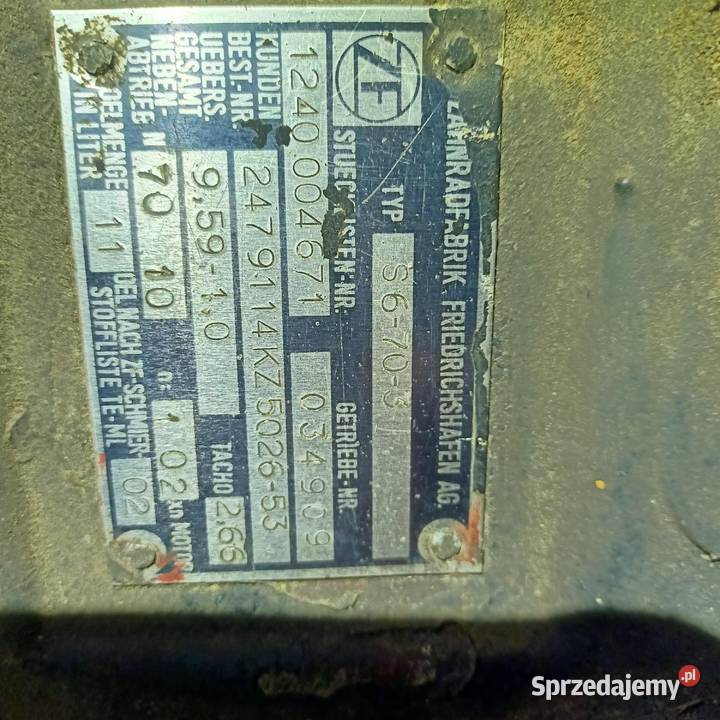 ZF
ZAHNRADFABRIK FRIEDRICHSHAFEN AG.
TYP S6-70-3
STUECKLISTEN-NR. GETRIEBE-NR.
1240004671 034909
KUNDEN
BEST-NR. 2479114KZ5026-53
UEBERS.
GESAMT 9,59-1,0 TACHO 2,66
NEBEN-
ABTRIEB N 70 10 1,02 XD MOTOR
OELMENGE
IN LITER 11 OEL NACH ZF-SCHMIER-
STOFFLISTE TE-ML 02
Sprzedajemy.pl